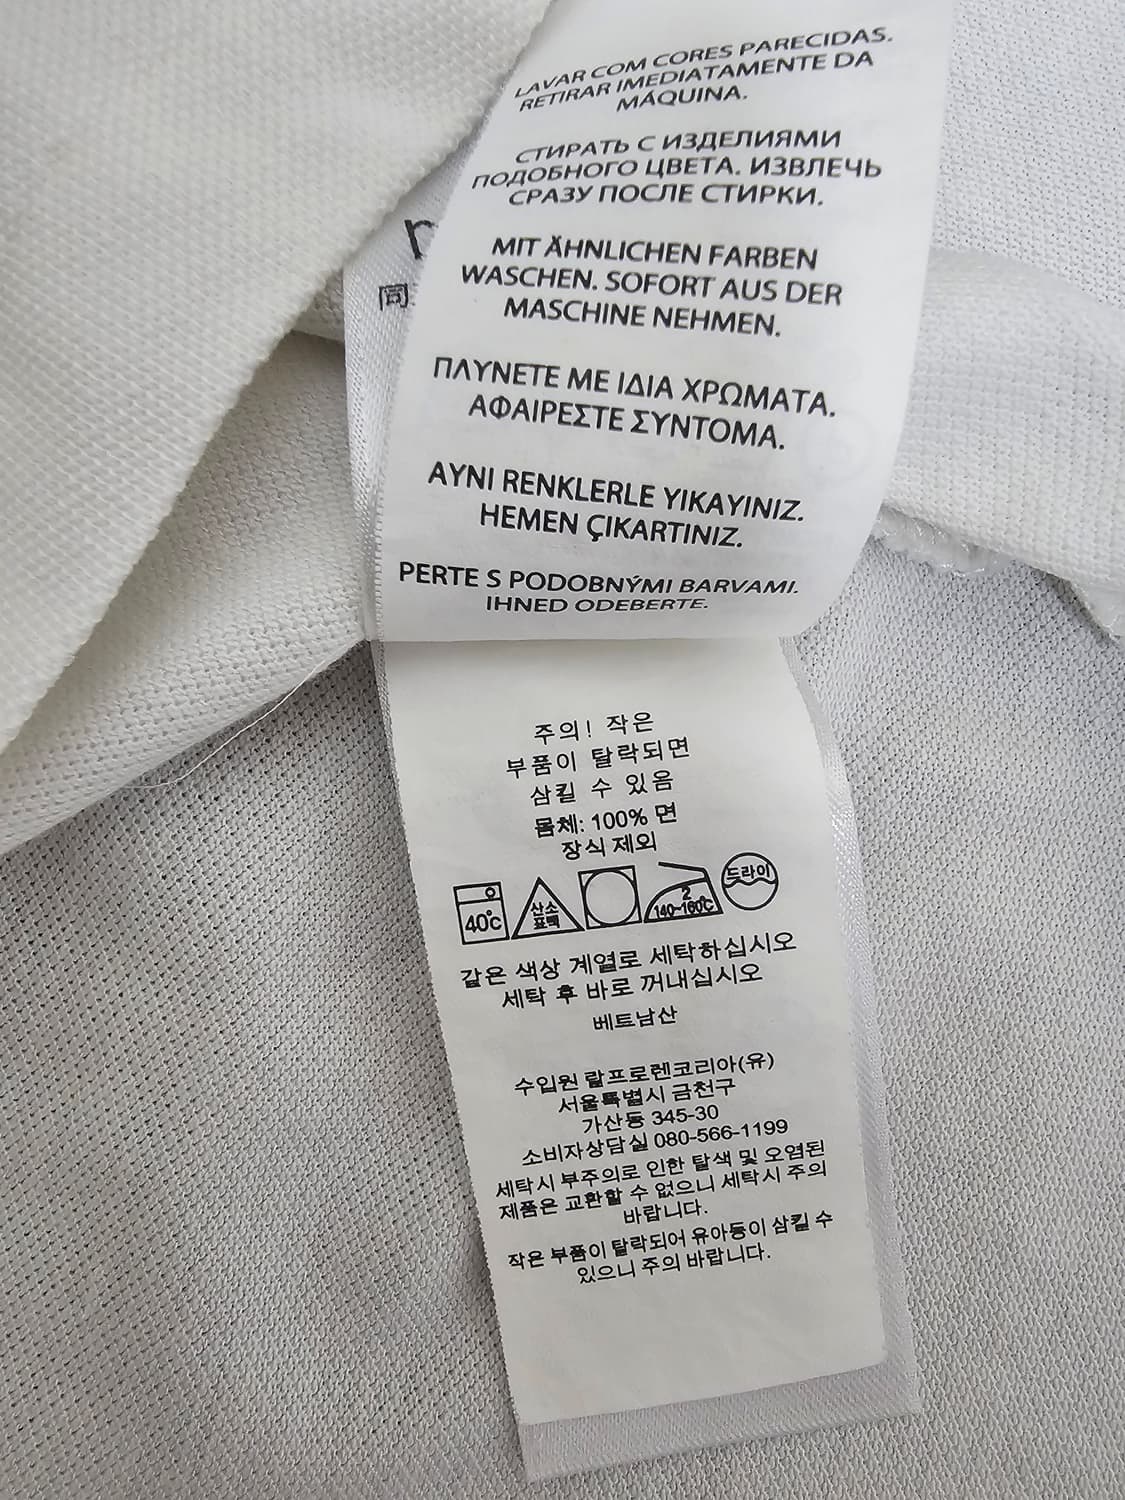 LAVAR COM CORES PARECIDAS.
RETIRAR IMEDIATAMENTE DA
MÁQUINA.
СТИРАТЬ С ИЗДЕЛИЯМИ
ПОДОБНОГО ЦВЕТА. ИЗВЛЕЧЬ
СРАЗУ ПОСЛЕ СТИРКИ.
MIT ÄHNLICHEN FARBEN
WASCHEN. SOFORT AUS DER
MASCHINE NEHMEN.
ΠΛΥΝΕΤΕ ΜΕ ΙΔΙΑ ΧΡΩΜΑΤΑ.
ΑΦΑΙΡΕΣΤΕ ΣΥΝΤΟΜΑ.
AYNI RENKLERLE YIKAYINIZ.
HEMEN ÇIKARTINIZ.
PERTE S PODOBNÝMI BARVAMI.
IHNED ODEBERTE.
同
주의! 작은
부품이 탈락되면
삼킬 수 있음
몸체: 100% 면
장식 제외
40°C
산소
표백
2
140~160°C
드라이
같은 색상 계열로 세탁하십시오
세탁 후 바로 꺼내십시오
베트남산
수입원 랄프로렌코리아(유)
서울특별시 금천구
가산동 345-30
소비자상담실 080-566-1199
세탁시 부주의로 인한 탈색 및 오염된
제품은 교환할 수 없으니 세탁시 주의
바랍니다.
작은 부품이 탈락되어 유아등이 삼킬 수
있으니 주의 바랍니다.